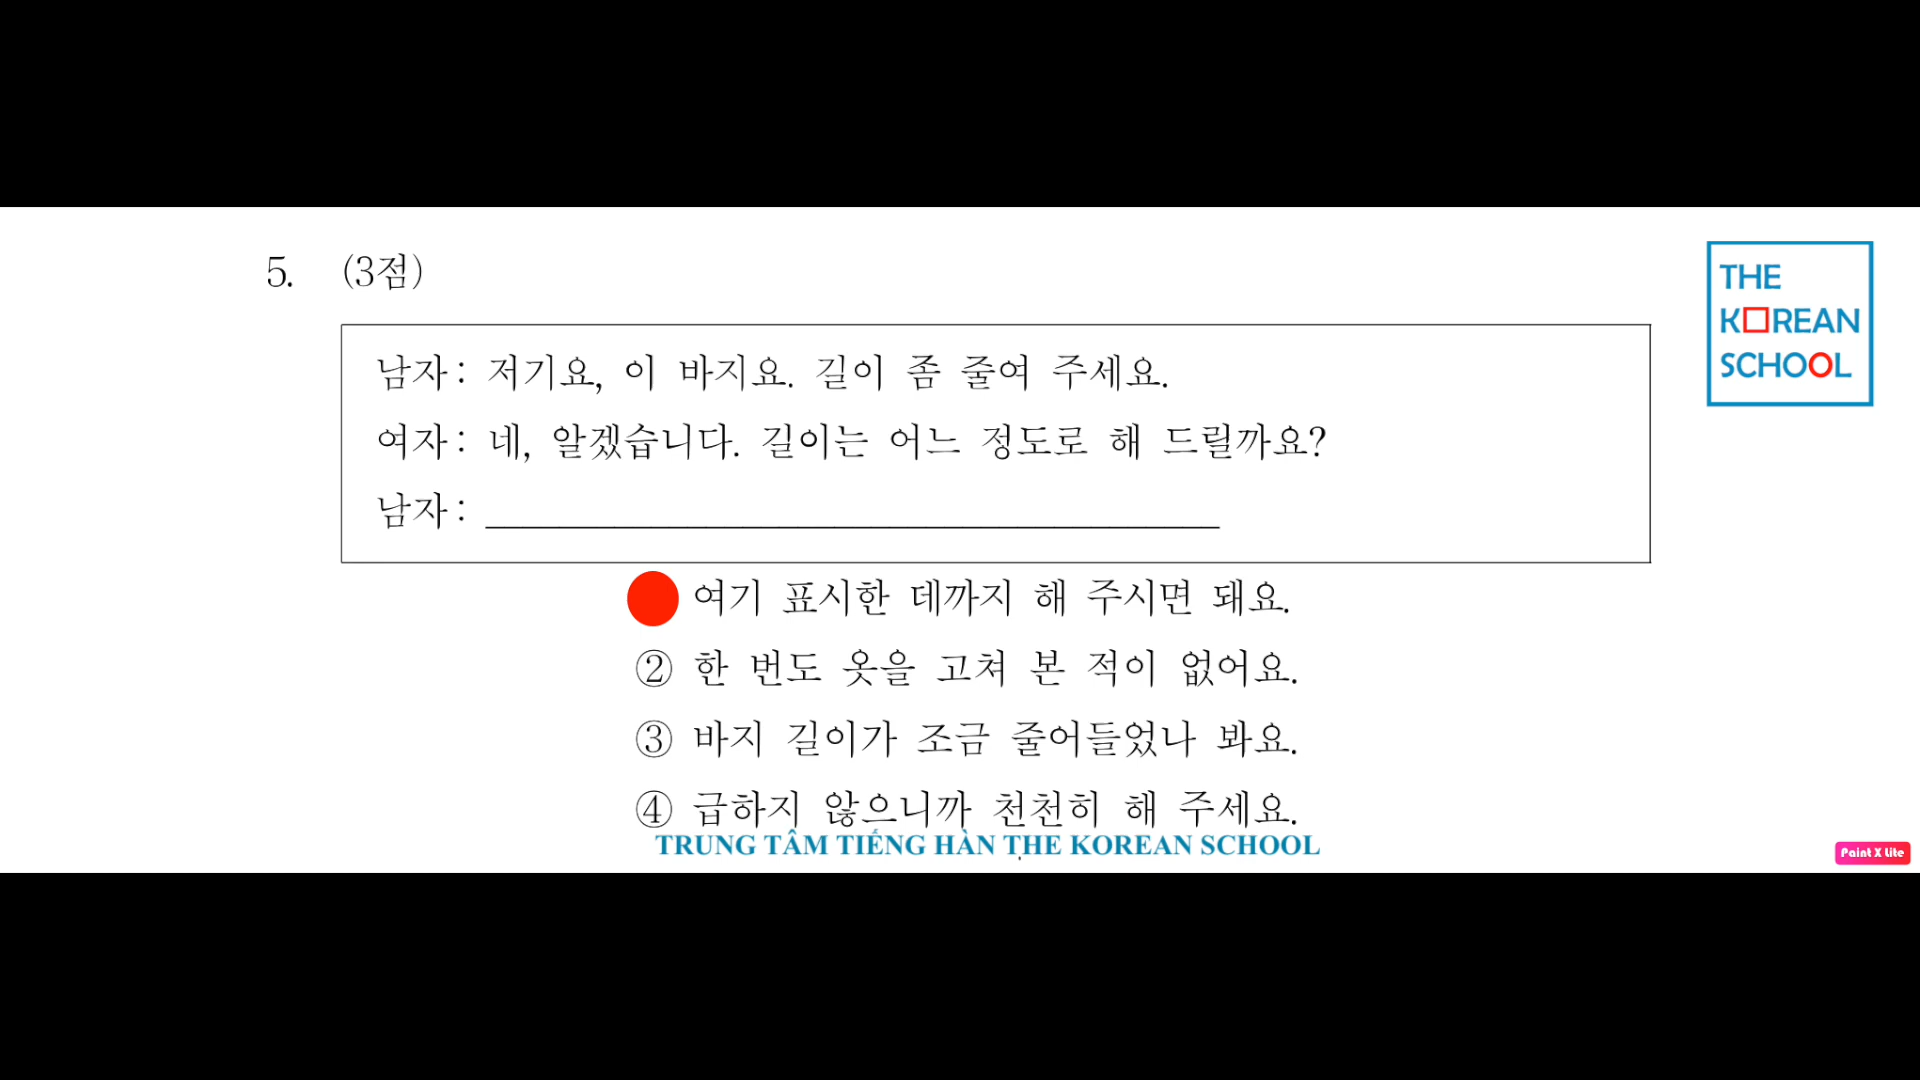 5. (3점)
THE
KOREAN
SCHOOL
남자: 저기요, 이 바지요. 길이 좀 줄여 주세요.
여자: 네, 알겠습니다. 길이는 어느 정도로 해 드릴까요?
남자: ________________________________
여기 표시한 데까지 해 주시면 돼요.
② 한 번도 옷을 고쳐 본 적이 없어요.
③ 바지 길이가 조금 줄어들었나 봐요.
④ 급하지 않으니까 천천히 해 주세요.
TRUNG TÂM TIẾNG HÀN THE KOREAN SCHOOL
Paint X Lite